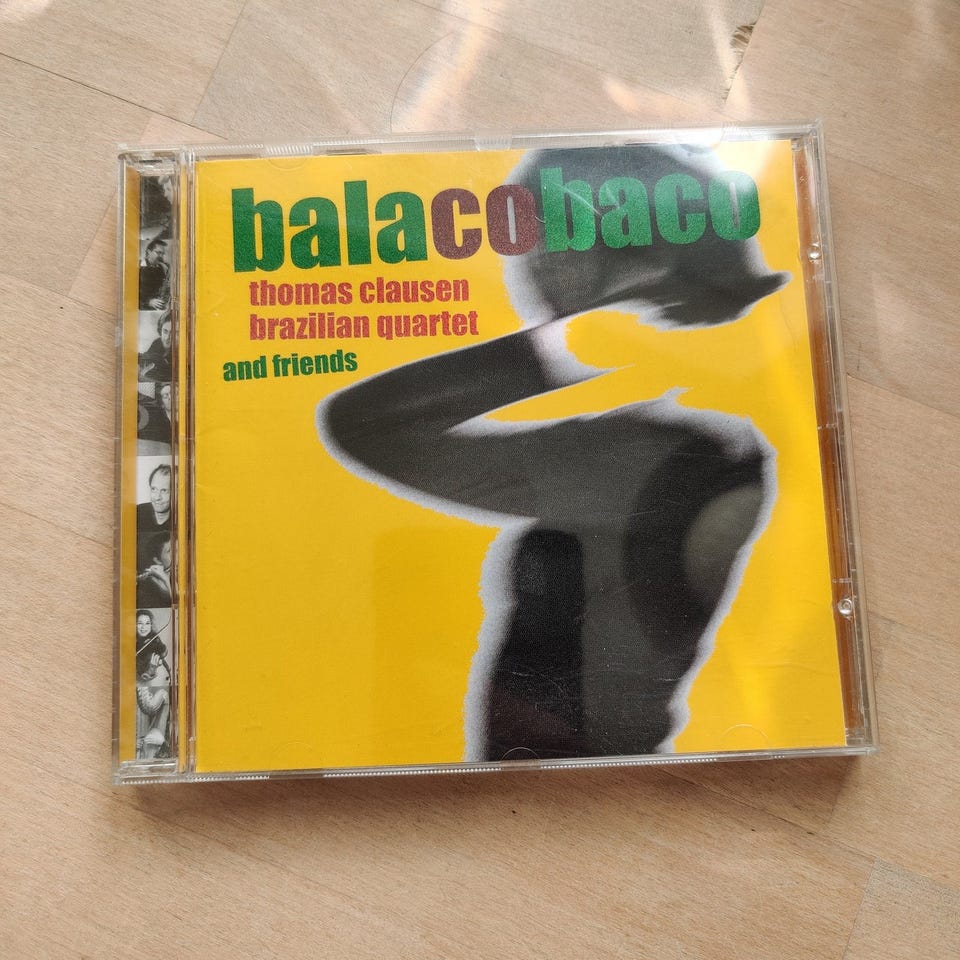 balacobaco
thomas clausen
brazilian quartet
and friends